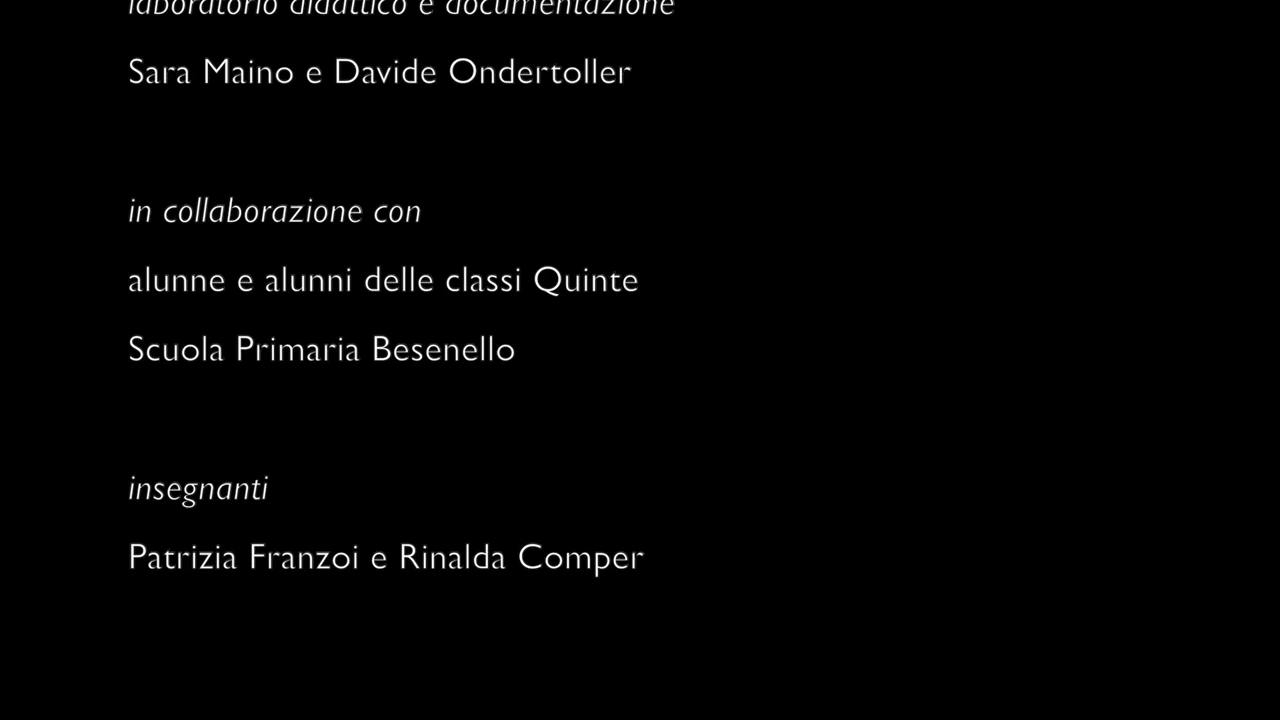 laboratorio didattico e documentazione
Sara Maino e Davide Ondertoller
in collaborazione con
alunne e alunni delle classi Quinte
Scuola Primaria Besenello
insegnanti
Patrizia Franzoi e Rinalda Comper